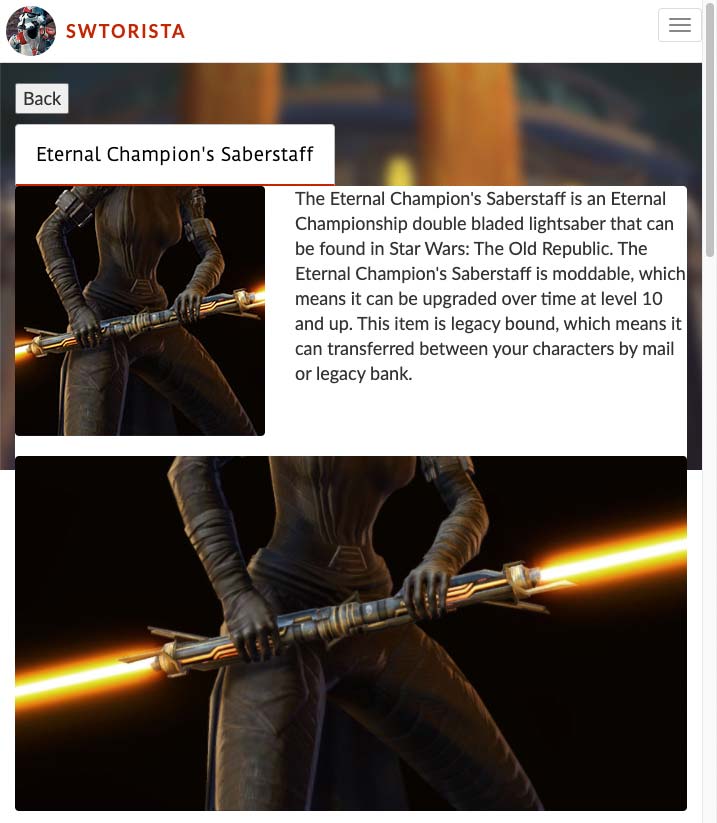 SWTORISTA
Back
Eternal Champion's Saberstaff
The Eternal Champion's Saberstaff is an Eternal
Championship double bladed lightsaber that can
be found in Star Wars: The Old Republic. The
Eternal Champion's Saberstaff is moddable, which
means it can be upgraded over time at level 10
and up. This item is legacy bound, which means it
can transferred between your characters by mail
or legacy bank.